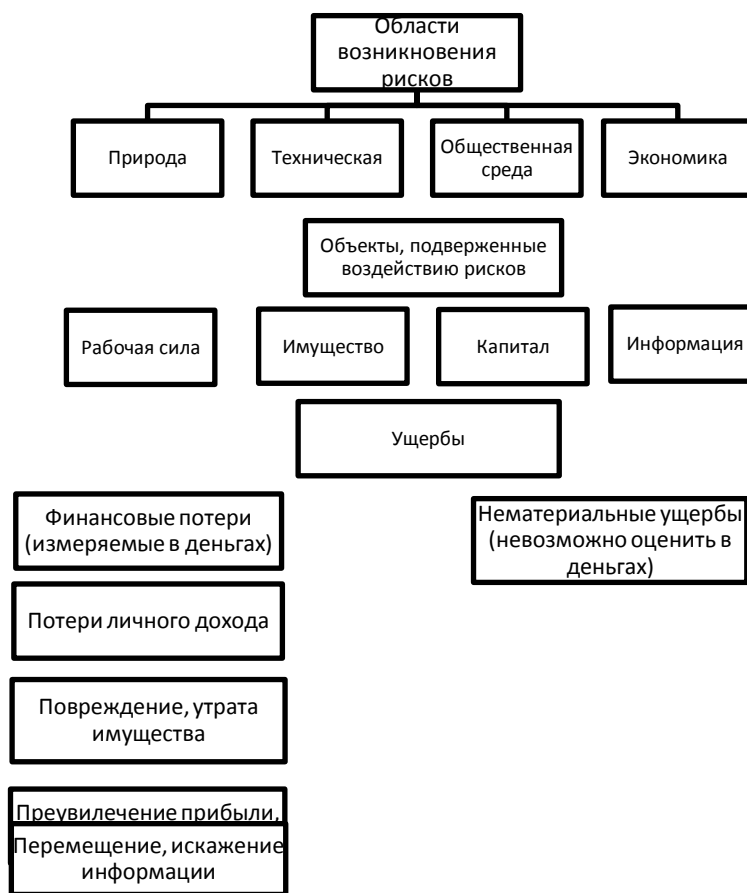 Области
возникновения
рисков
Природа
Техническая
Общественная
среда
Экономика
Объекты, подверженные
воздействию рисков
Рабочая сила
Имущество
Капитал
Информация
Ущербы
Финансовые потери
(измеряемые в деньгах)
Нематериальные ущербы
(невозможно оценить в
деньгах)
Потери личного дохода
Повреждение, утрата
имущества
Преувилечение прибыли,
Перемещение, искажение
информации